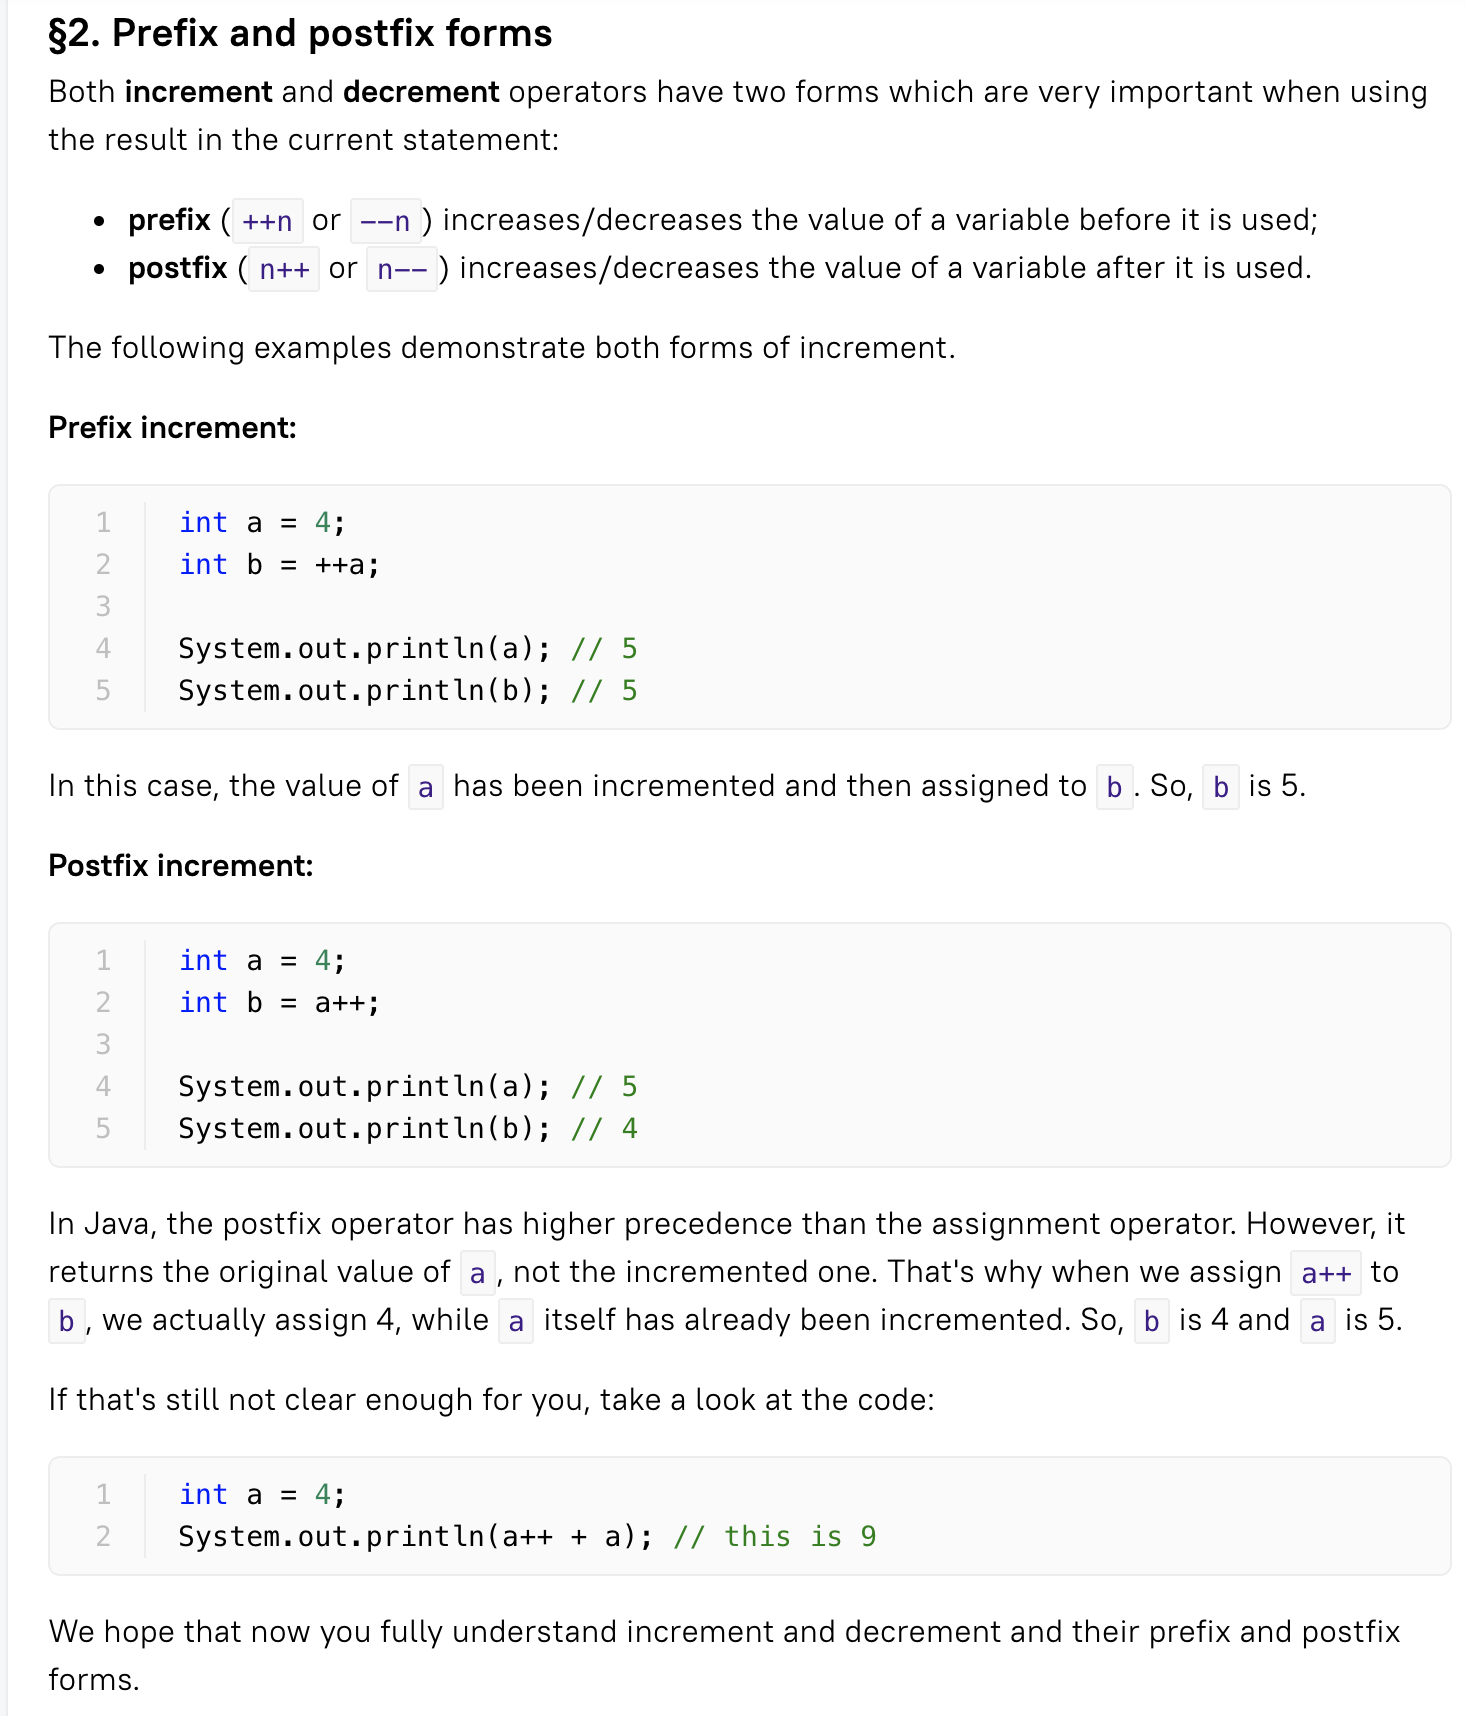 §2. Prefix and postfix forms
Both increment and decrement operators have two forms which are very important when using
the result in the current statement:
• prefix ( ++n or --n ) increases/decreases the value of a variable before it is used;
• postfix ( n++ or n-- ) increases/decreases the value of a variable after it is used.
The following examples demonstrate both forms of increment.
Prefix increment:
1 int a = 4;
2 int b = ++a;
3
4 System.out.println(a); // 5
5 System.out.println(b); // 5
In this case, the value of a has been incremented and then assigned to b . So, b is 5.
Postfix increment:
1 int a = 4;
2 int b = a++;
3
4 System.out.println(a); // 5
5 System.out.println(b); // 4
In Java, the postfix operator has higher precedence than the assignment operator. However, it
returns the original value of a , not the incremented one. That's why when we assign a++ to
b , we actually assign 4, while a itself has already been incremented. So, b is 4 and a is 5.
If that's still not clear enough for you, take a look at the code:
1 int a = 4;
2 System.out.println(a++ + a); // this is 9
We hope that now you fully understand increment and decrement and their prefix and postfix
forms.